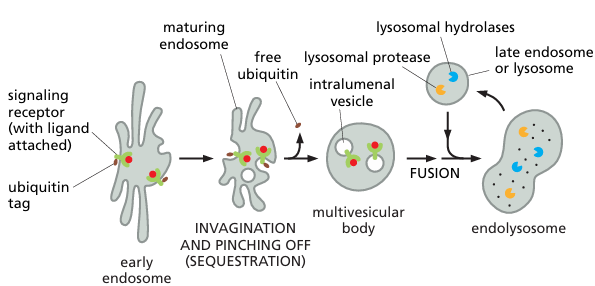 maturing
endosome
free
ubiquitin
lysosomal hydrolases
lysosomal protease
late endosome
or lysosome
intralumenal
vesicle
signaling
receptor
(with ligand
attached)
ubiquitin
tag
FUSION
INVAGINATION
AND PINCHING OFF
(SEQUESTRATION)
multivesicular
body
endolysosome
early
endosome